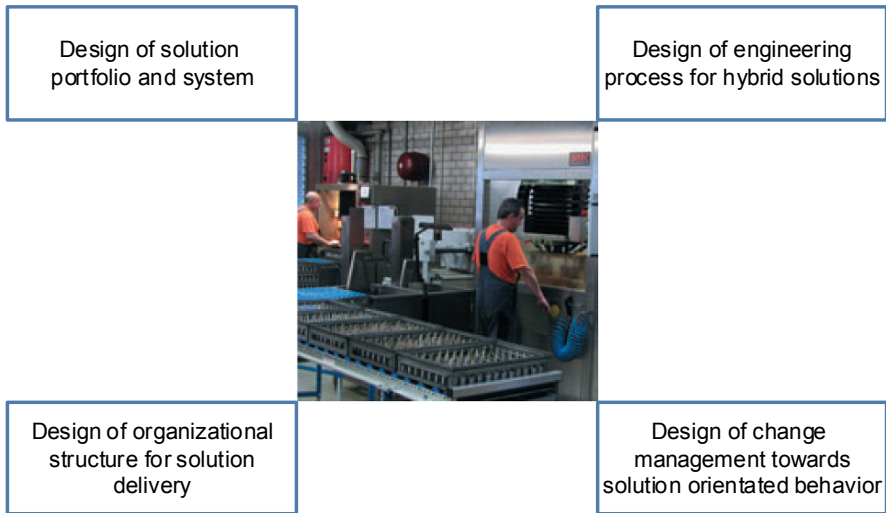 Design of solution
portfolio and system
Design of engineering
process for hybrid solutions
Design of organizational
structure for solution
delivery
Design of change
management towards
solution orientated behavior